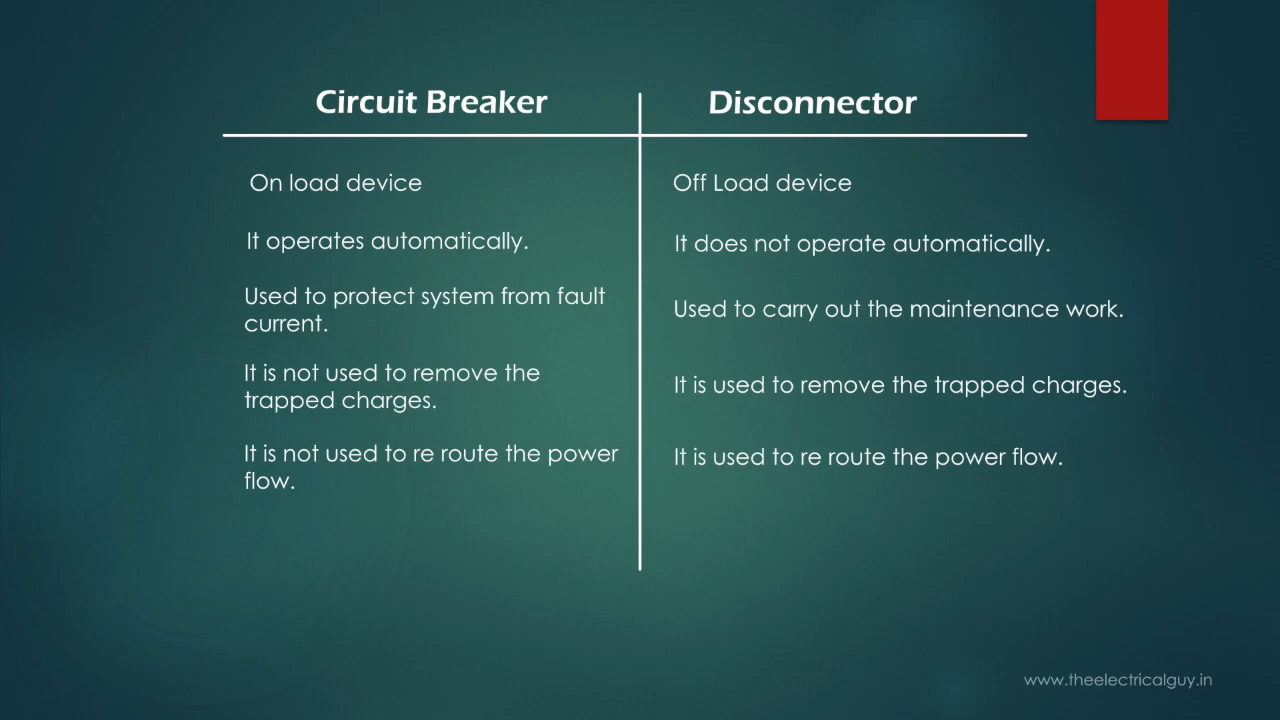 Circuit Breaker
Disconnector
On load device
Off Load device
It operates automatically.
It does not operate automatically.
Used to protect system from fault
current.
Used to carry out the maintenance work.
It is not used to remove the
trapped charges.
It is used to remove the trapped charges.
It is not used to re route the power
flow.
It is used to re route the power flow.
www.theelectricalguy.in